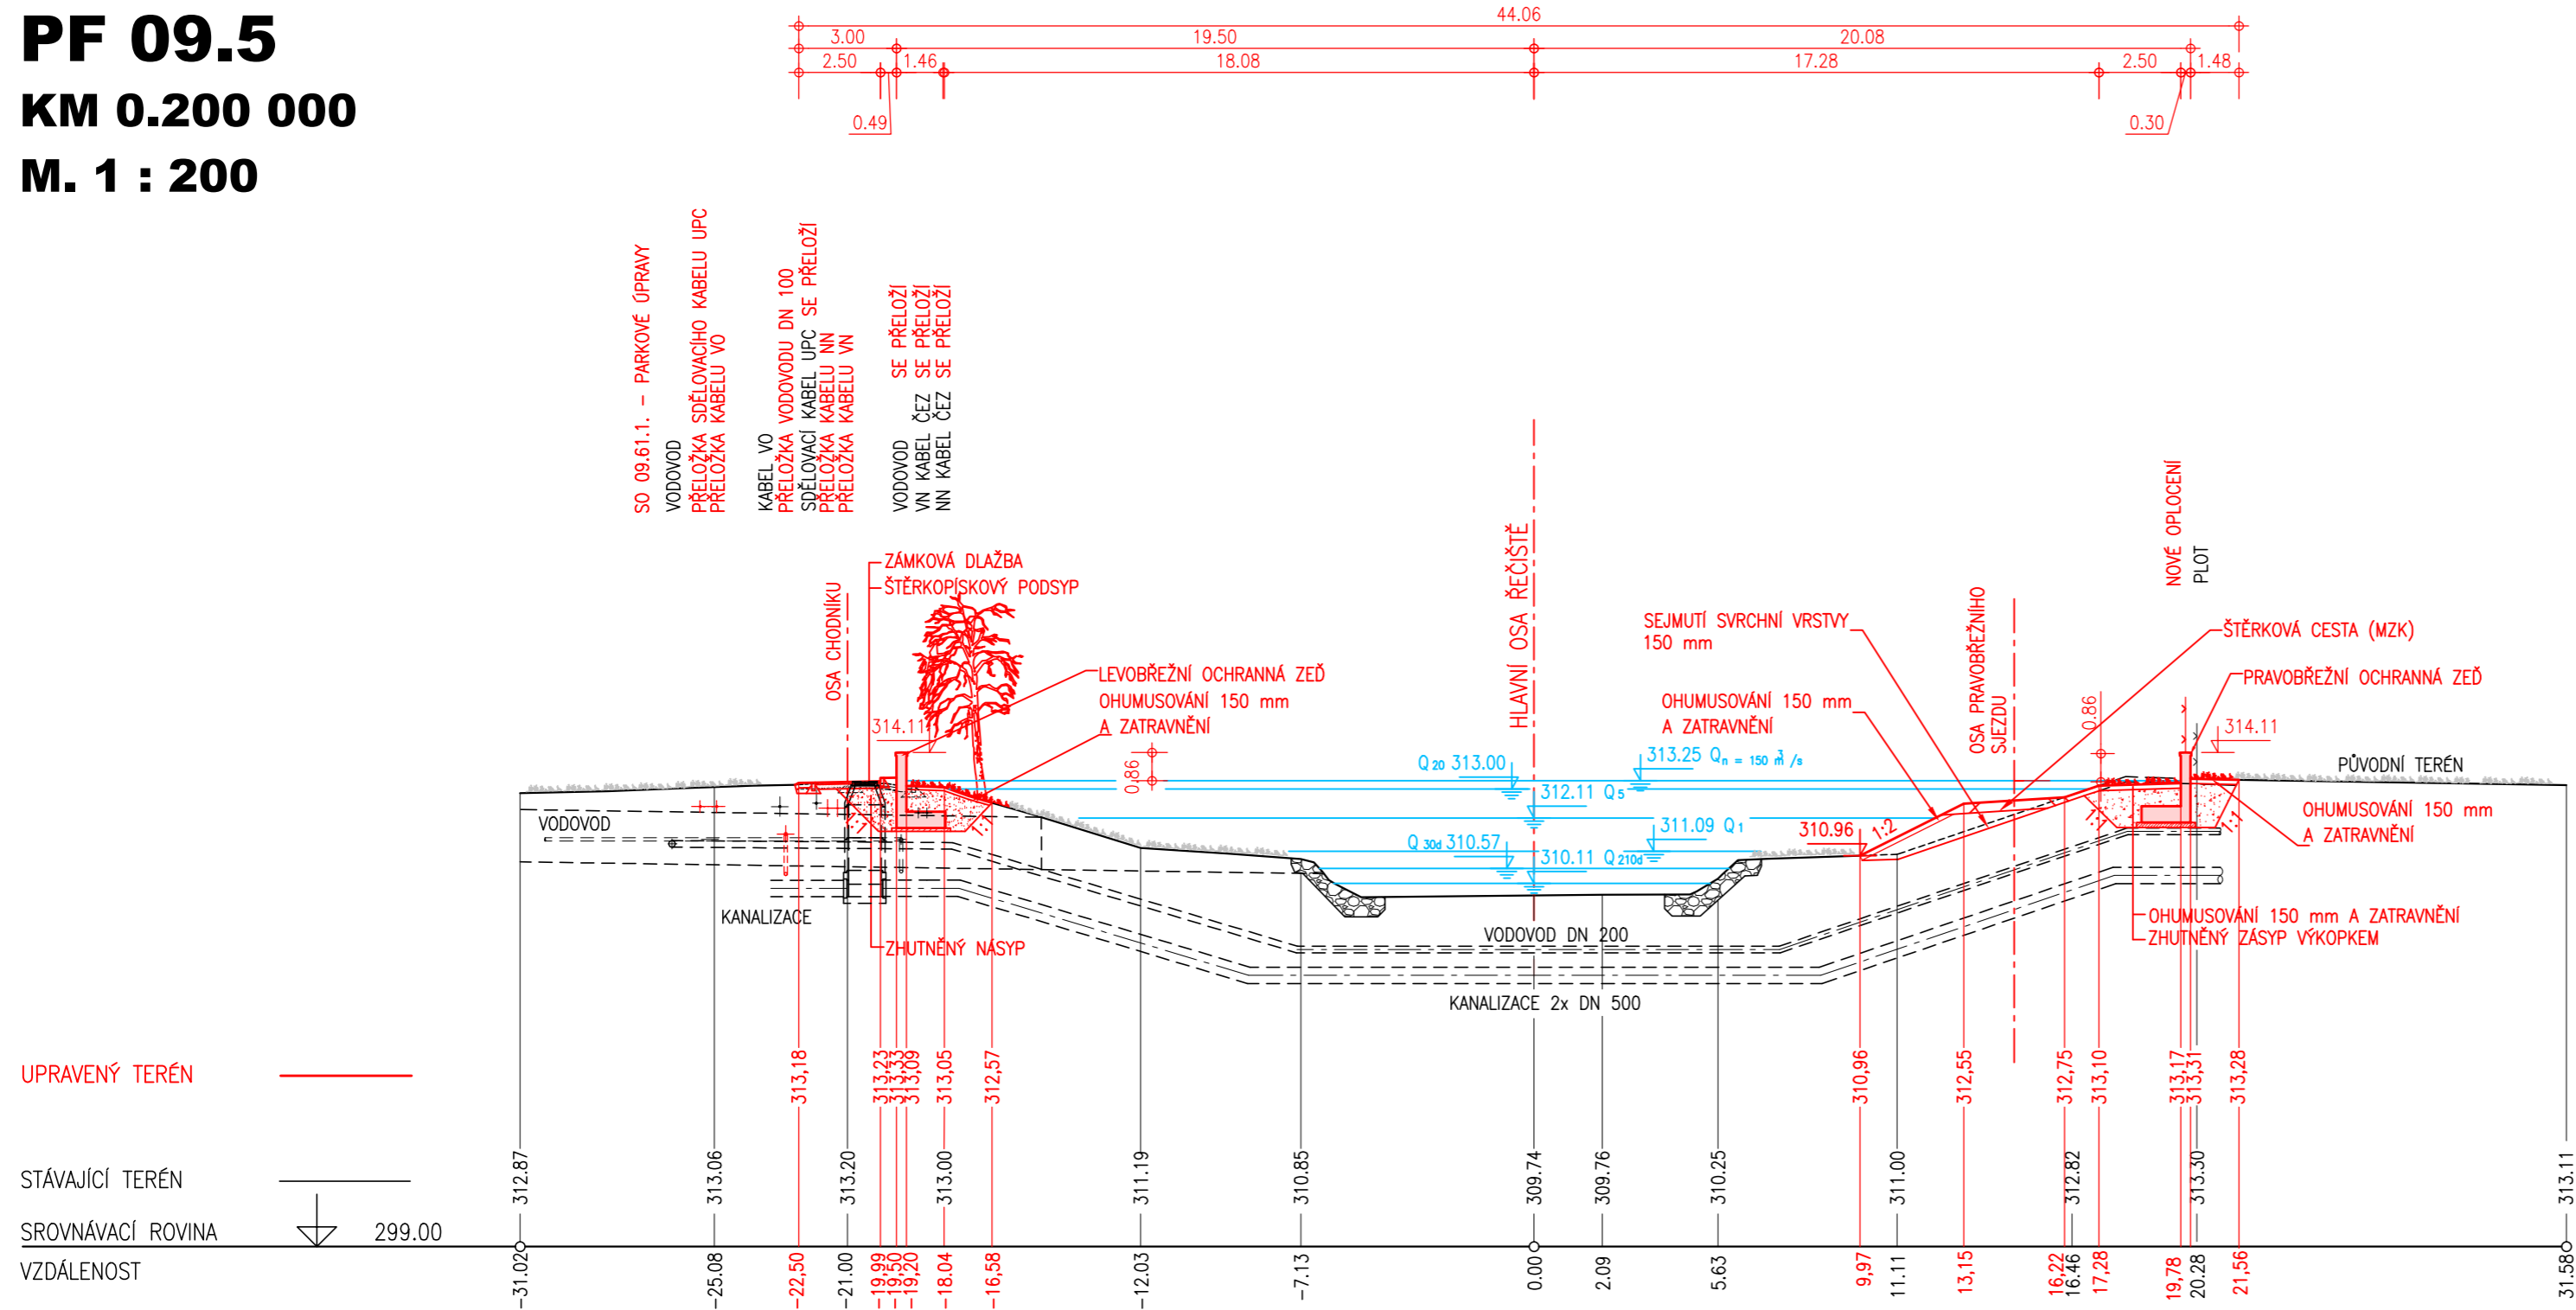 PF 09.5
KM 0.200 000
M. 1 : 200
44.06
3.00
19.50
20.08
2.50
1.46
18.08
17.28
2.50
1.48
0.49
0.30
SO 09.61.1. – PARKOVÉ ÚPRAVY
VODOVOD
PŘELOŽKA SDĚLOVACÍHO KABELU UPC
PŘELOŽKA KABELU VO
KABEL VO
PŘELOŽKA VODOVODU DN 100
SDĚLOVACÍ KABEL UPC SE PŘELOŽÍ
PŘELOŽKA KABELU NN
PŘELOŽKA KABELU VN
VODOVOD SE PŘELOŽÍ
VN KABEL ČEZ SE PŘELOŽÍ
NN KABEL ČEZ SE PŘELOŽÍ
HLAVNÍ OSA ŘEČIŠTĚ
NOVÉ OPLOCENÍ
PLOT
ZÁMKOVÁ DLAŽBA
ŠTĚRKOPÍSKOVÝ PODSYP
OSA CHODNÍKU
OSA PRAVOBŘEŽNÍHO
SJEZDU
SEJMUTÍ SVRCHNÍ VRSTVY
150 mm
ŠTĚRKOVÁ CESTA (MZK)
LEVOBŘEŽNÍ OCHRANNÁ ZEĎ
PRAVOBŘEŽNÍ OCHRANNÁ ZEĎ
OHUMUSOVÁNÍ 150 mm
A ZATRAVNĚNÍ
OHUMUSOVÁNÍ 150 mm
A ZATRAVNĚNÍ
314.11
0.86
0.86
314.11
Q20 313.00
313.25 Qn = 150 m³/s
PŮVODNÍ TERÉN
312.11 Q5
OHUMUSOVÁNÍ 150 mm
A ZATRAVNĚNÍ
VODOVOD
1:1
1:1
311.09 Q1
310.96
1:2
1:1
1:1
Q30d 310.57
310.11 Q210d
KANALIZACE
ZHUTNĚNÝ NÁSYP
VODOVOD DN 200
OHUMUSOVÁNÍ 150 mm A ZATRAVNĚNÍ
ZHUTNĚNÝ ZÁSYP VÝKOPKEM
KANALIZACE 2x DN 500
UPRAVENÝ TERÉN
313,18
313,23
313,33
313,09
313,05
312,57
310,96
312,55
312,75
313,10
313,17
313,31
313,28
STÁVAJÍCÍ TERÉN
312.87
313.06
313.20
313.00
311.19
310.85
309.74
309.76
310.25
311.00
312.82
313.30
313.11
SROVNÁVACÍ ROVINA 299.00
VZDÁLENOST
-31.02
-25.08
-22,50
-21.00
-19,99
-19,50
-19,20
-18.04
-16,58
-12.03
-7.13
0.00
2.09
5.63
9,97
11.11
13,15
16,22
16.46
17,28
19,78
20.28
21,56
31.58